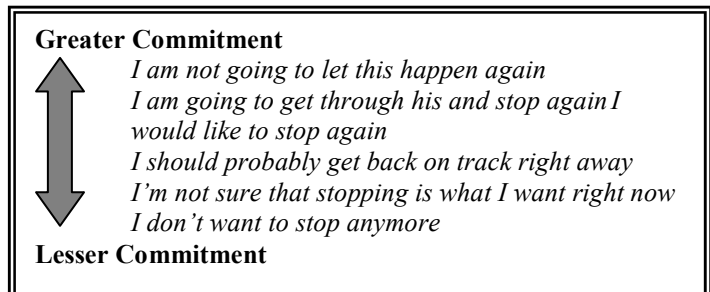 Greater Commitment
I am not going to let this happen again
I am going to get through his and stop again I
would like to stop again
I should probably get back on track right away
I'm not sure that stopping is what I want right now
I don't want to stop anymore
Lesser Commitment